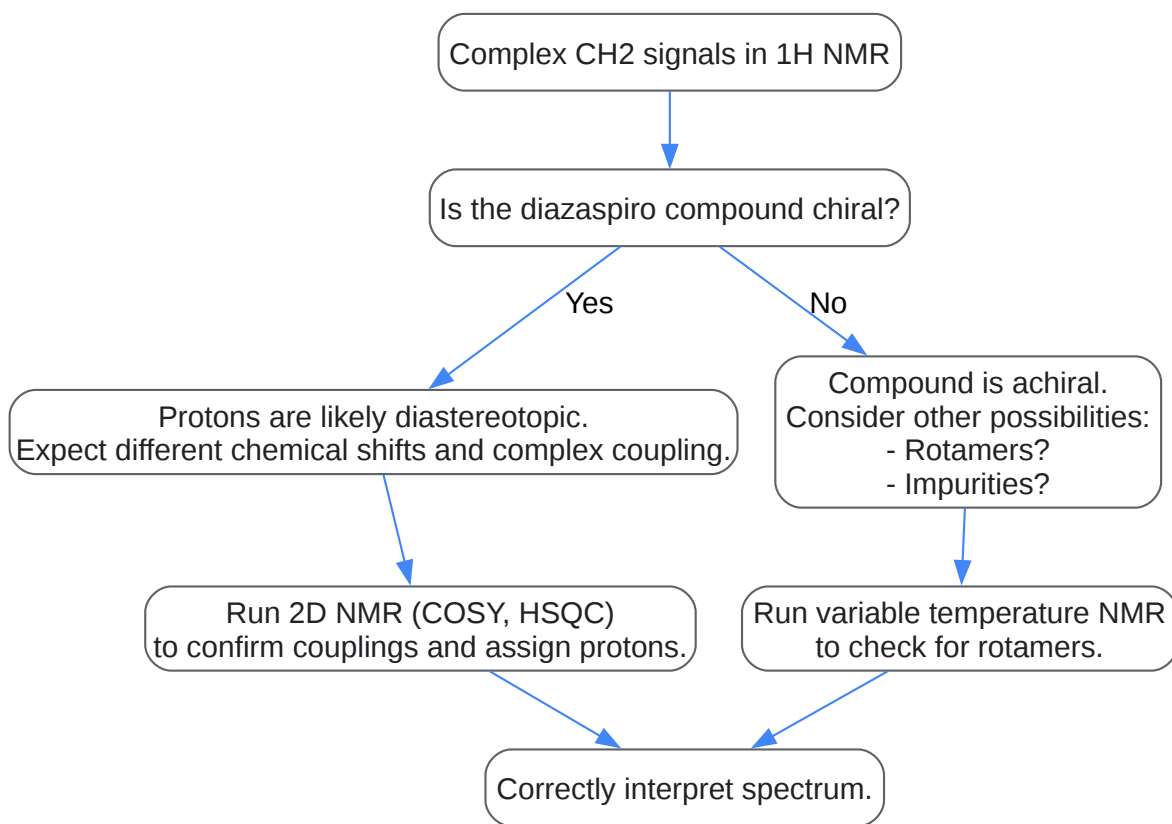 Complex CH2 signals in 1H NMR
Is the diazaspiro compound chiral?
Yes
No
Protons are likely diastereotopic.
Expect different chemical shifts and complex coupling.
Compound is achiral.
Consider other possibilities:
- Rotamers?
- Impurities?
Run 2D NMR (COSY, HSQC)
to confirm couplings and assign protons.
Run variable temperature NMR
to check for rotamers.
Correctly interpret spectrum.